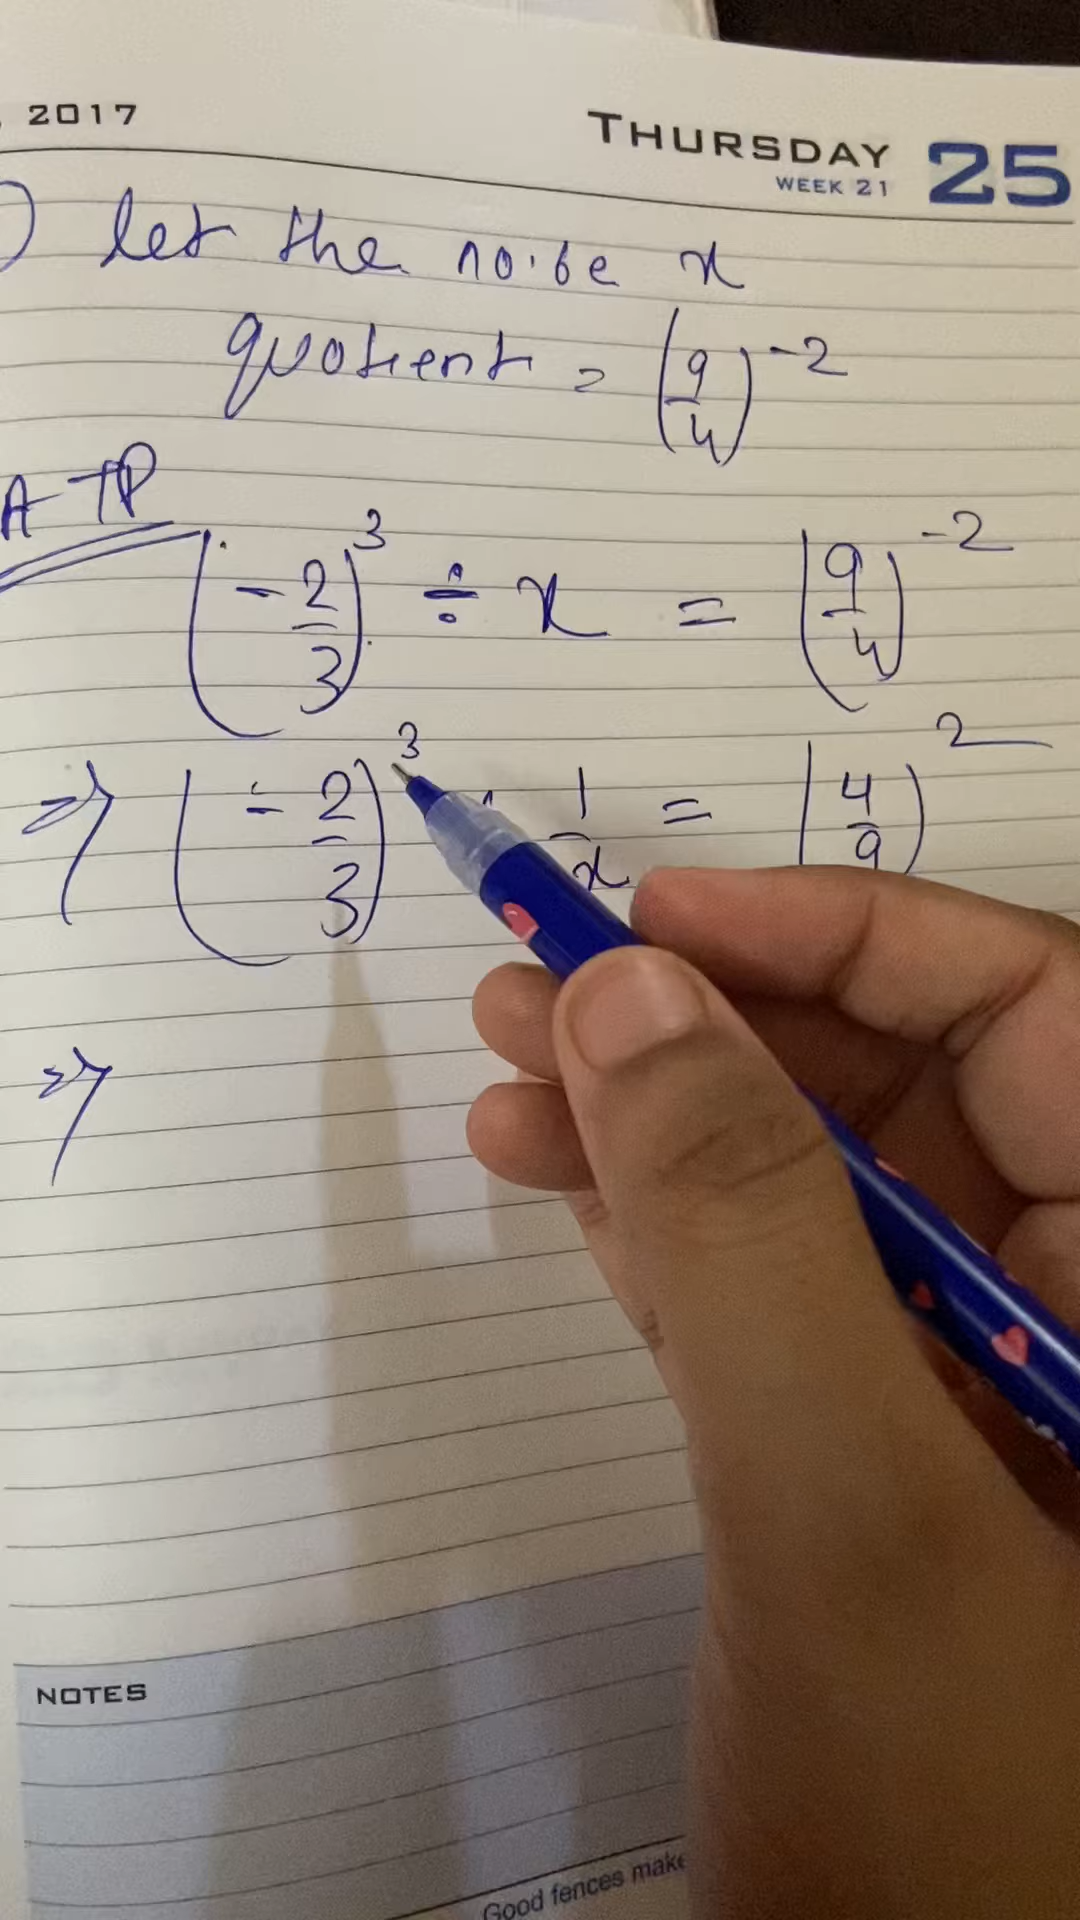 , 2017
THURSDAY 25
WEEK 21
) let the no. be x
quotient = (9/4)^-2
ATP
(-2/3)^3 ÷ x = (9/4)^-2
=> (-2/3)^3 1/x = (4/9)^2
=>
NOTES
Good fences make